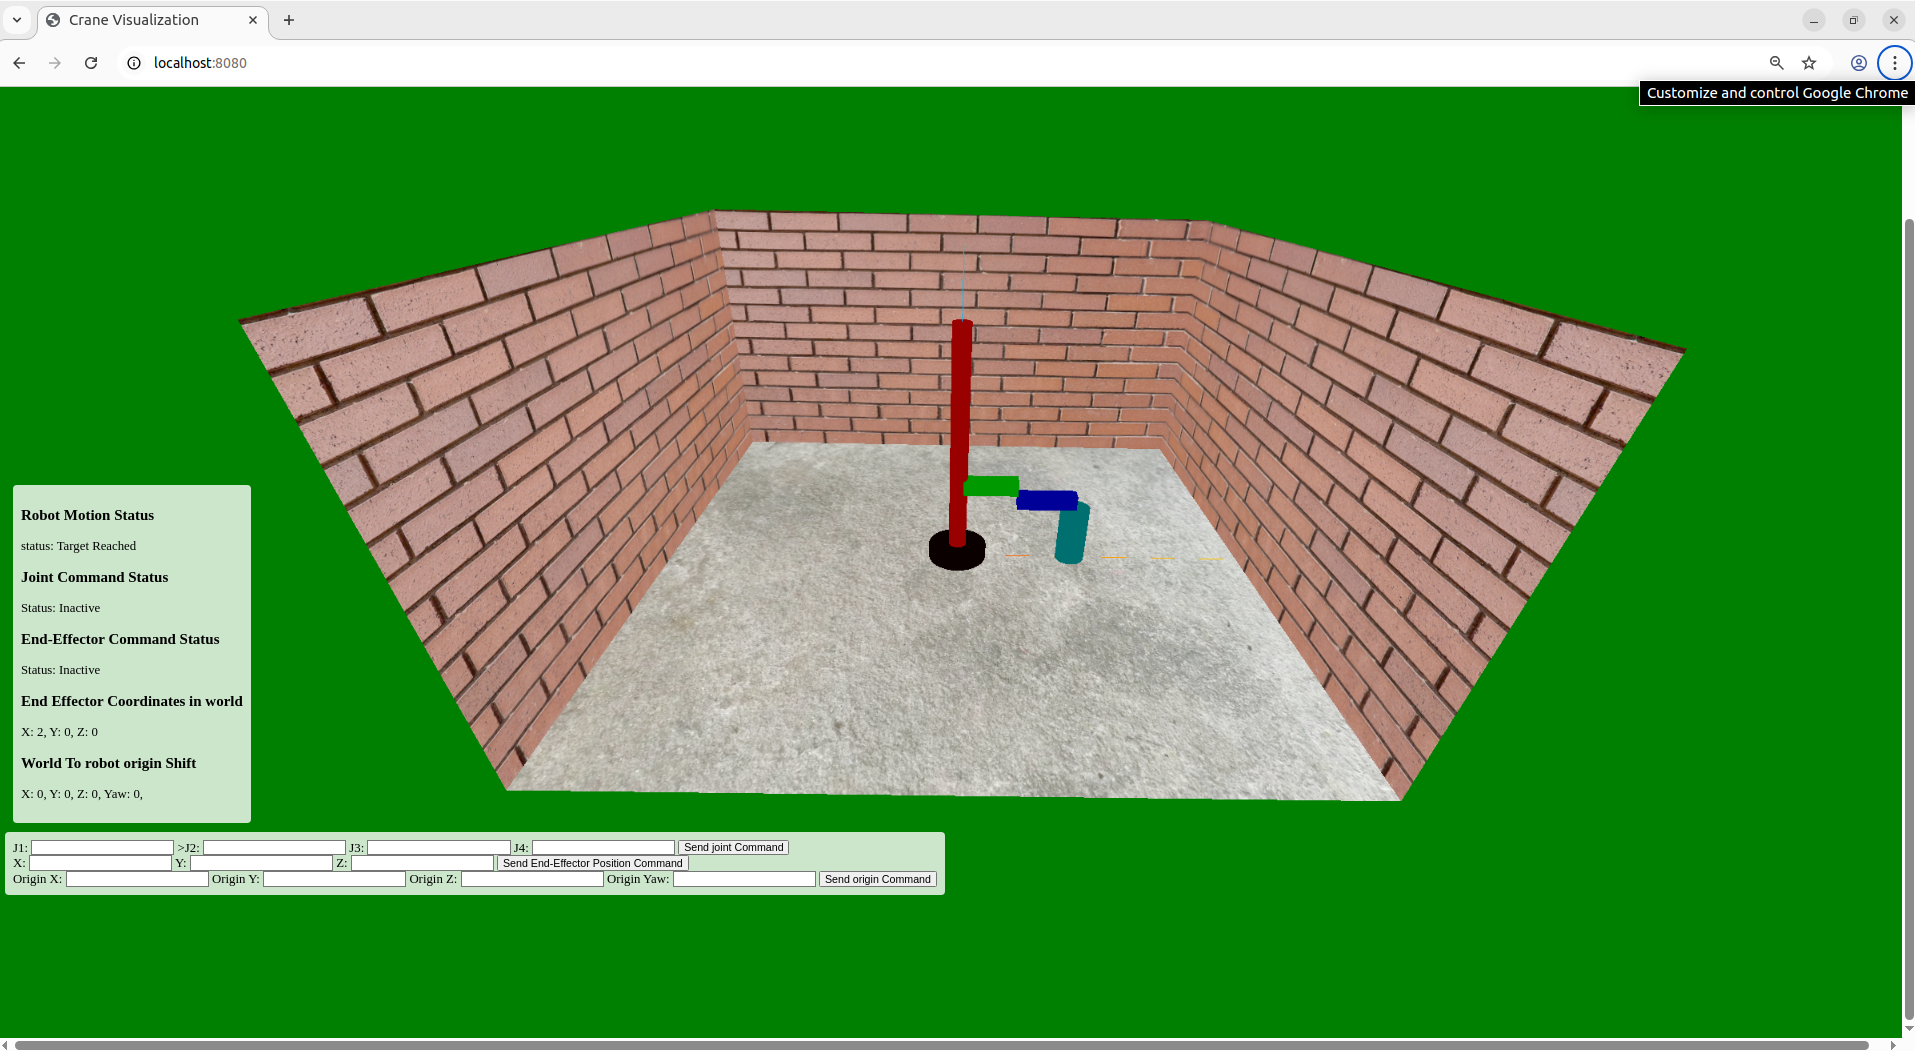 Crane Visualization
localhost:8080
Customize and control Google Chrome
Robot Motion Status
status: Target Reached
Joint Command Status
Status: Inactive
End-Effector Command Status
Status: Inactive
End Effector Coordinates in world
X: 2, Y: 0, Z: 0
World To robot origin Shift
X: 0, Y: 0, Z: 0, Yaw: 0,
J1: >J2: J3: J4: Send joint Command
X: Y: Z: Send End-Effector Position Command
Origin X: Origin Y: Origin Z: Origin Yaw: Send origin Command